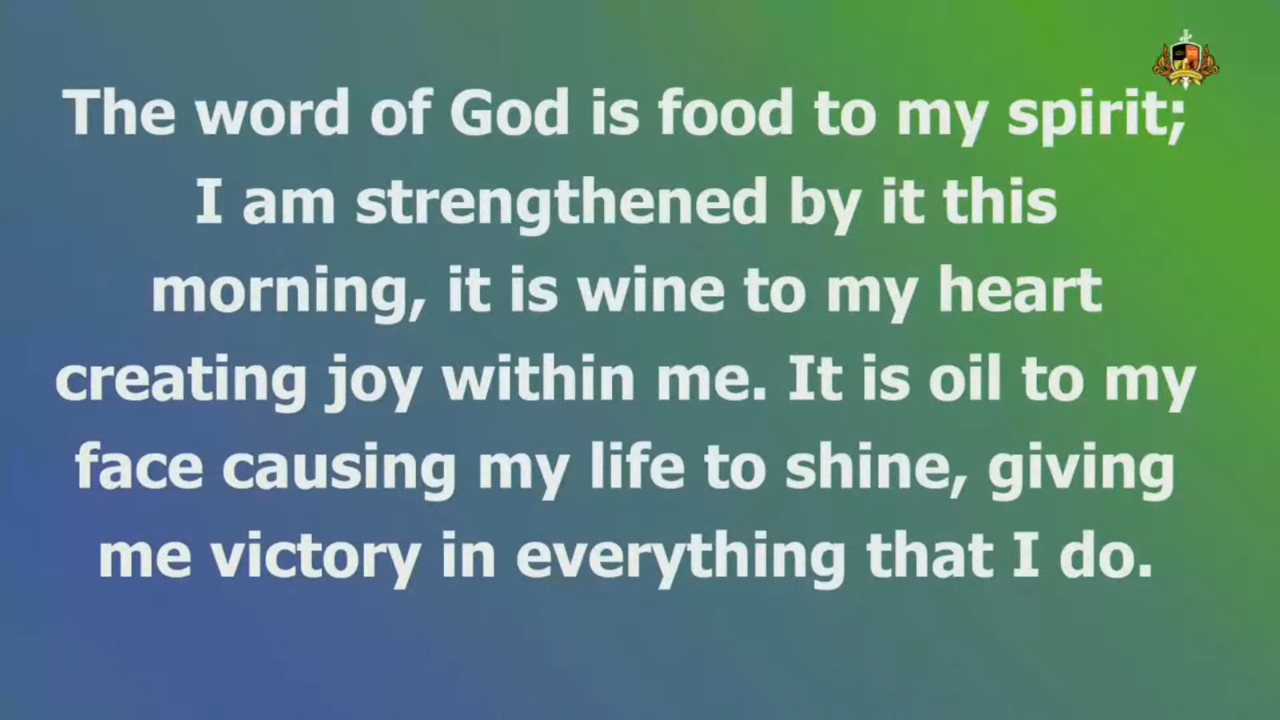 The word of God is food to my spirit;
I am strengthened by it this
morning, it is wine to my heart
creating joy within me. It is oil to my
face causing my life to shine, giving
me victory in everything that I do.